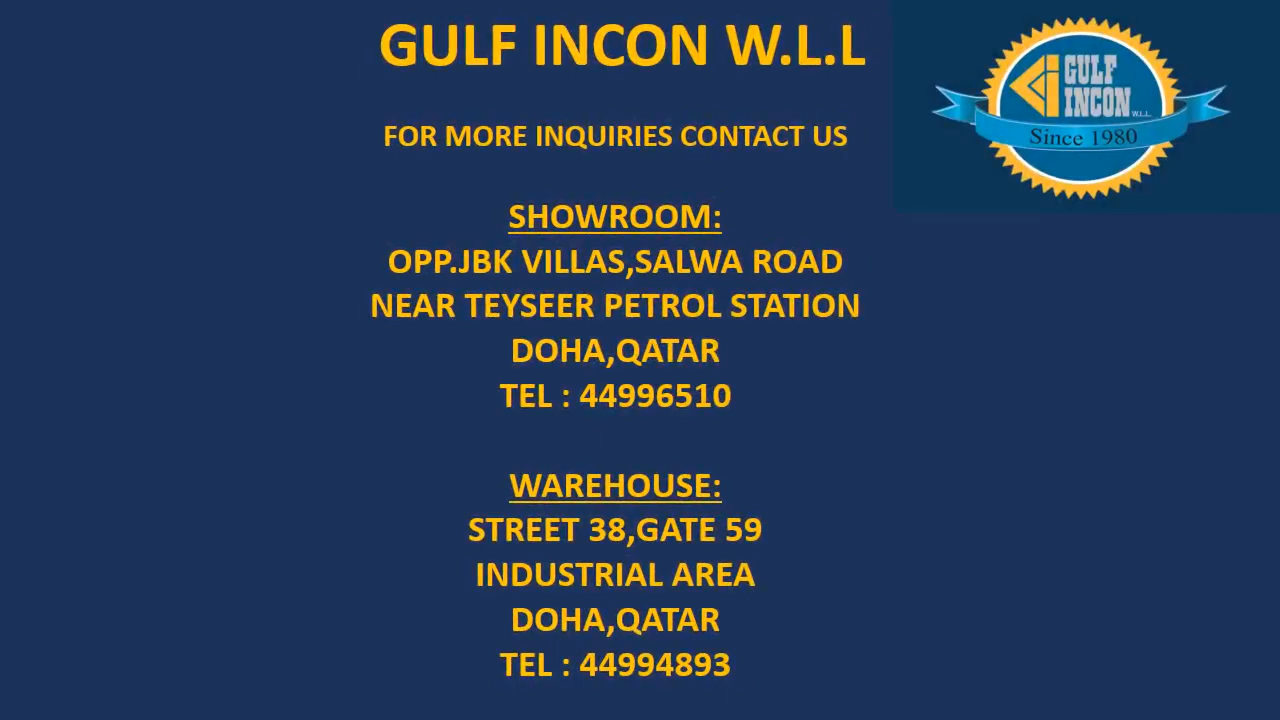 GULF INCON W.L.L
GULF
INCON W.L.L.
Since 1980
FOR MORE INQUIRIES CONTACT US
SHOWROOM:
OPP.JBK VILLAS,SALWA ROAD
NEAR TEYSEER PETROL STATION
DOHA,QATAR
TEL : 44996510
WAREHOUSE:
STREET 38,GATE 59
INDUSTRIAL AREA
DOHA,QATAR
TEL : 44994893